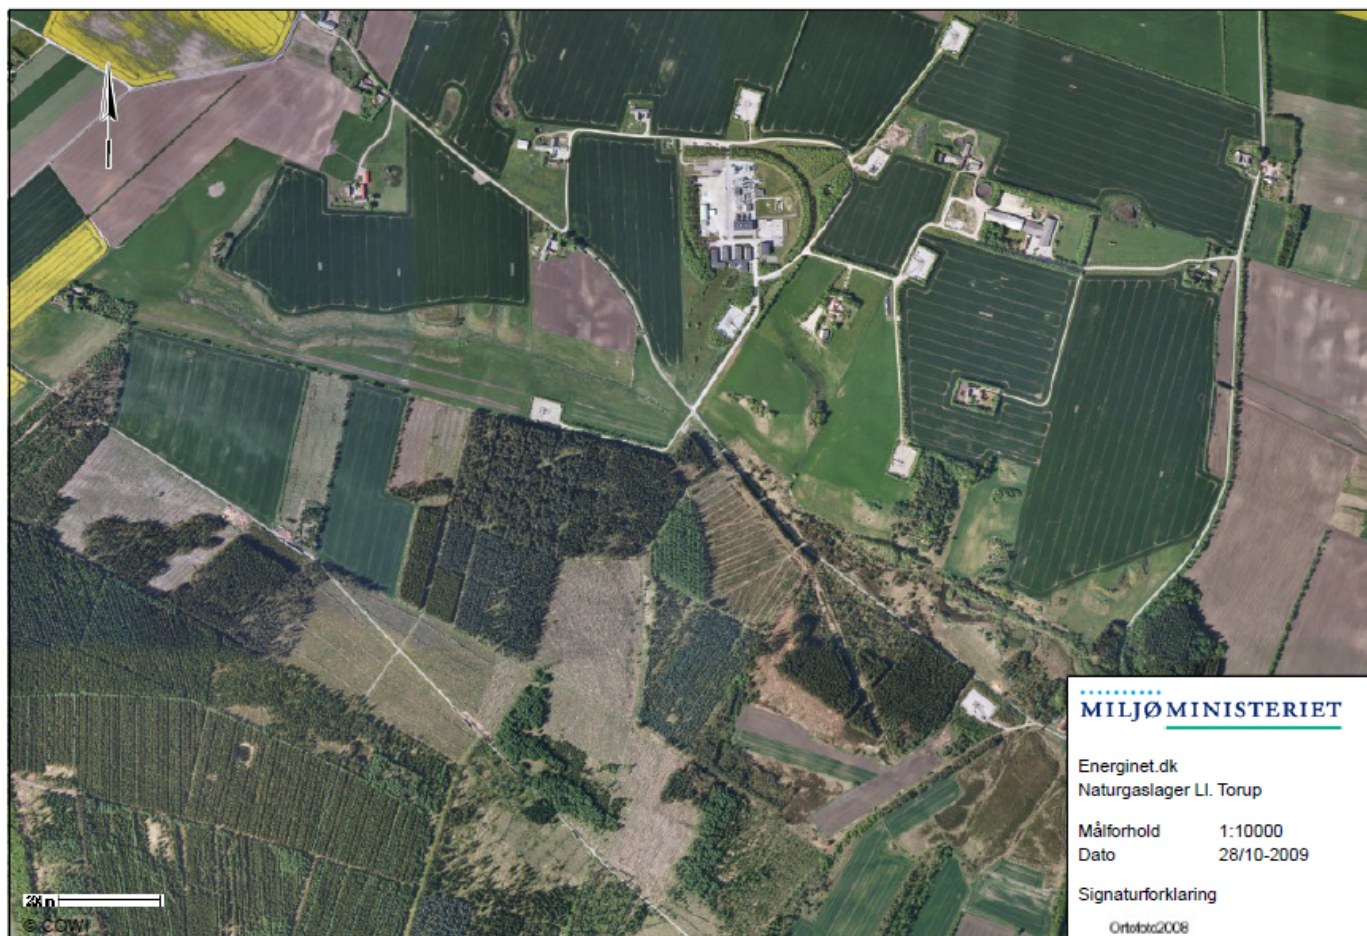 MILJØMINISTERIET
Energinet.dk
Naturgaslager Ll. Torup
Målforhold 1:10000
Dato 28/10-2009
Signaturforklaring
Ortofoto2008
© COWI